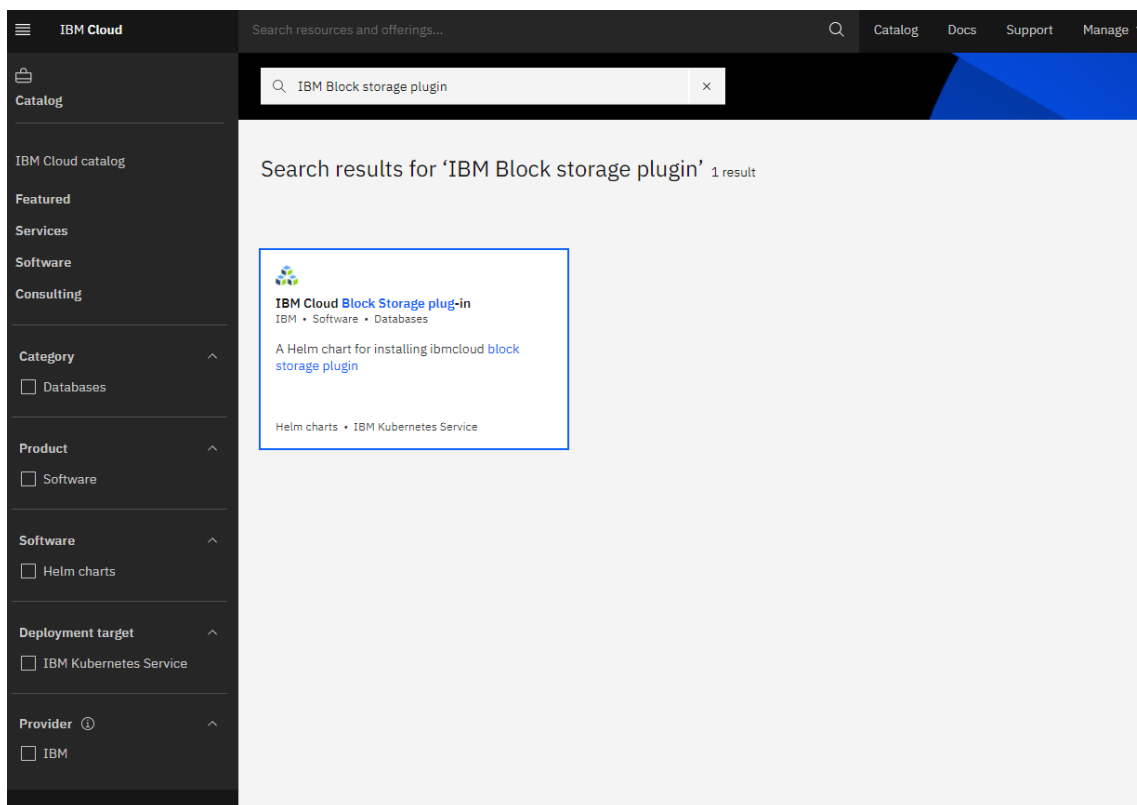 IBM Cloud
Search resources and offerings...
Catalog
Docs
Support
Manage
Catalog
IBM Cloud catalog
Featured
Services
Software
Consulting
Category
Databases
Product
Software
Software
Helm charts
Deployment target
IBM Kubernetes Service
Provider
IBM
IBM Block storage plugin
Search results for ‘IBM Block storage plugin’ 1 result
IBM Cloud Block Storage plug-in
IBM • Software • Databases
A Helm chart for installing ibmcloud block
storage plugin
Helm charts • IBM Kubernetes Service